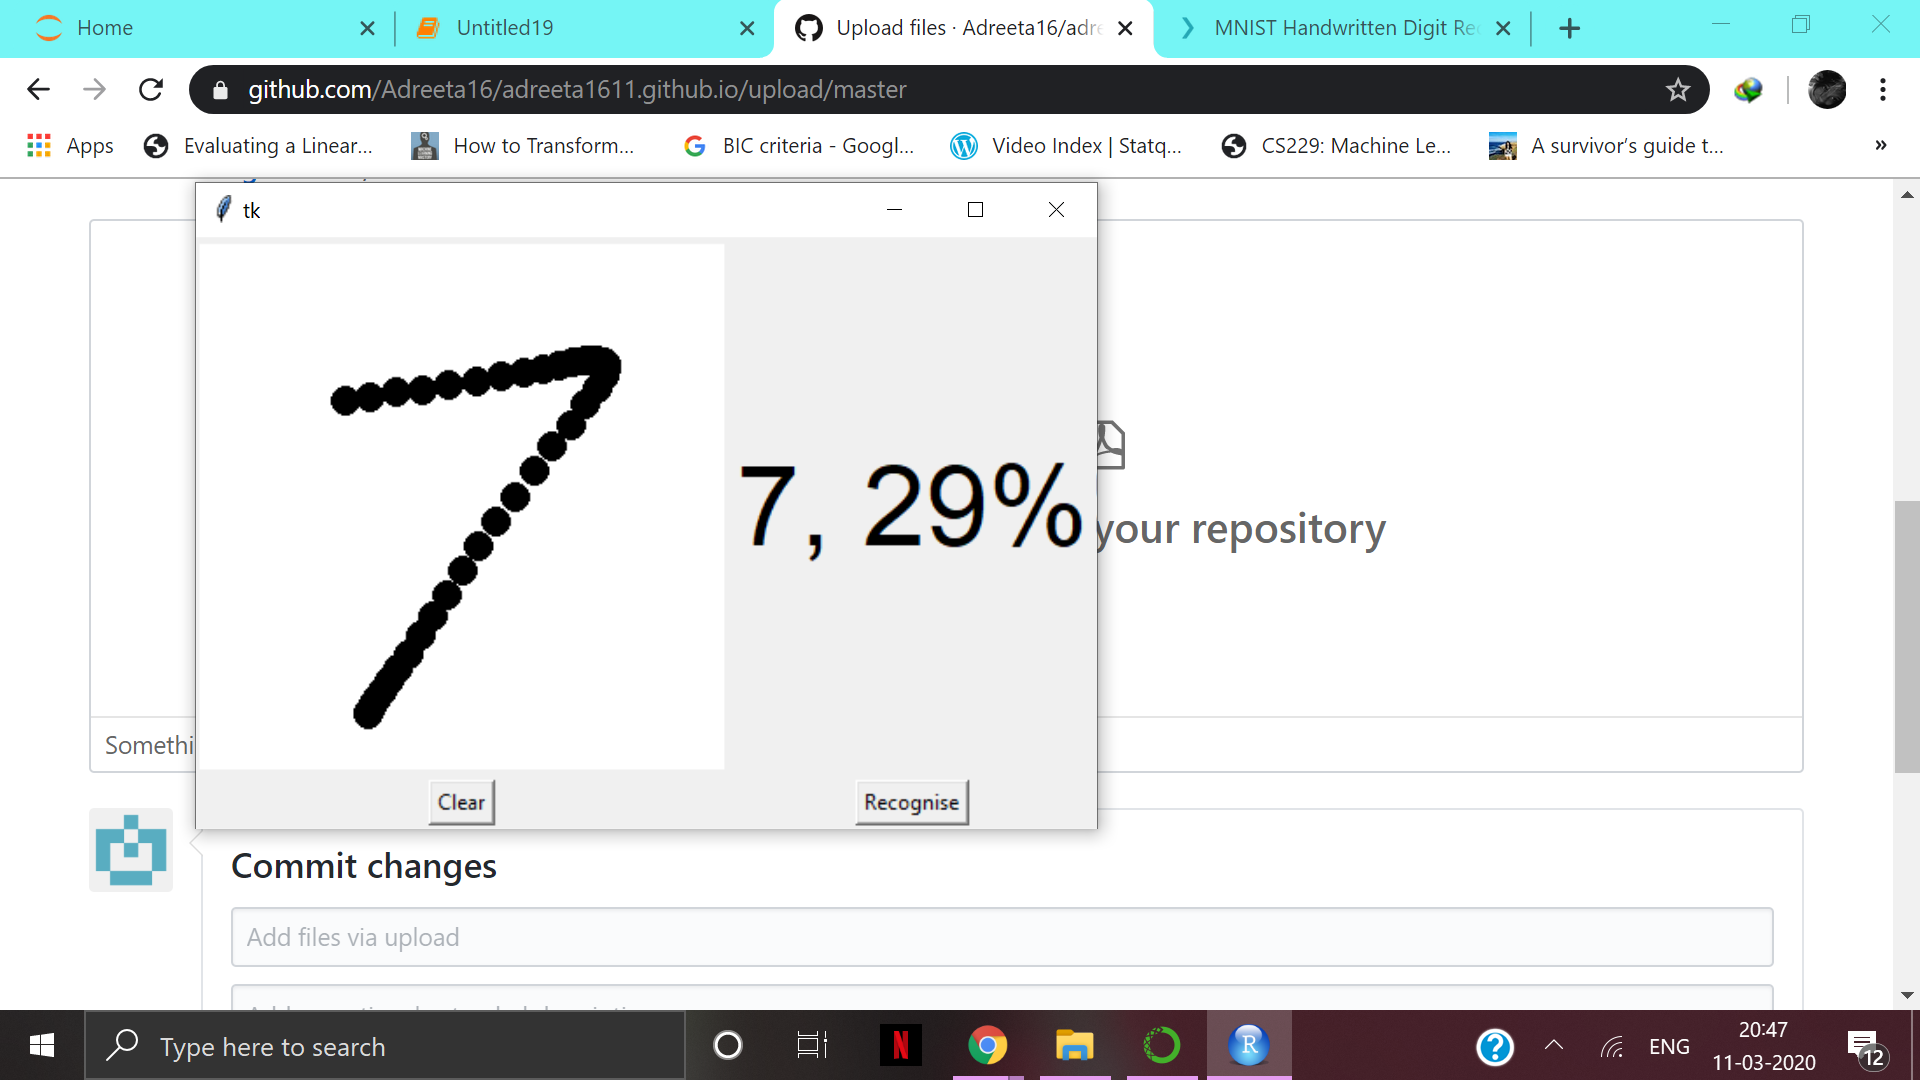 Home
Untitled19
Upload files · Adreeta16/adre
MNIST Handwritten Digit Re
github.com/Adreeta16/adreeta1611.github.io/upload/master
Apps
Evaluating a Linear...
How to Transform...
BIC criteria - Googl...
Video Index | Statq...
CS229: Machine Le...
A survivor's guide t...
»
tk
7
7, 29%
your repository
Somethi
Clear
Recognise
Commit changes
Add files via upload
Type here to search
N
R
?
ENG
20:47
11-03-2020
12